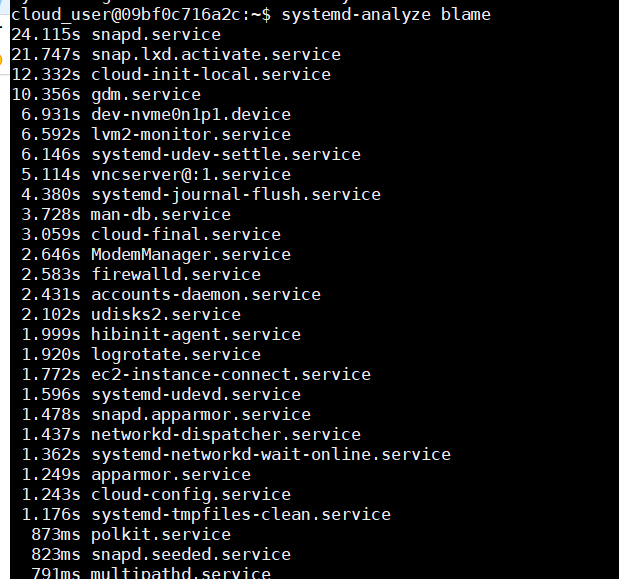 cloud_user@09bf0c716a2c:~$ systemd-analyze blame
24.115s snapd.service
21.747s snap.lxd.activate.service
12.332s cloud-init-local.service
10.356s gdm.service
6.931s dev-nvme0n1p1.device
6.592s lvm2-monitor.service
6.146s systemd-udev-settle.service
5.114s vncserver@:1.service
4.380s systemd-journal-flush.service
3.728s man-db.service
3.059s cloud-final.service
2.646s ModemManager.service
2.583s firewalld.service
2.431s accounts-daemon.service
2.102s udisks2.service
1.999s hibinit-agent.service
1.920s logrotate.service
1.772s ec2-instance-connect.service
1.596s systemd-udevd.service
1.478s snapd.apparmor.service
1.437s networkd-dispatcher.service
1.362s systemd-networkd-wait-online.service
1.249s apparmor.service
1.243s cloud-config.service
1.176s systemd-tmpfiles-clean.service
873ms polkit.service
823ms snapd.seeded.service
791ms multipathd.service